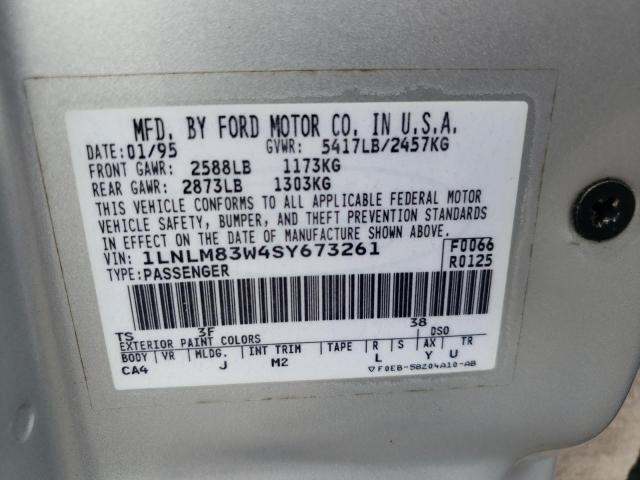 MFD. BY FORD MOTOR CO. IN U.S.A.
DATE: 01/95 GVWR: 5417LB/2457KG
FRONT GAWR: 2588LB 1173KG
REAR GAWR: 2873LB 1303KG
THIS VEHICLE CONFORMS TO ALL APPLICABLE FEDERAL MOTOR
VEHICLE SAFETY, BUMPER, AND THEFT PREVENTION STANDARDS
IN EFFECT ON THE DATE OF MANUFACTURE SHOWN ABOVE.
VIN: 1LNLM83W4SY673261 F0066
TYPE: PASSENGER R0125
TS 3F 38 DSO
EXTERIOR PAINT COLORS
BODY VR MLDG. INT TRIM TAPE R S AX TR
CA4 J M2 L Y U
▽F0EB-58204A10-AB